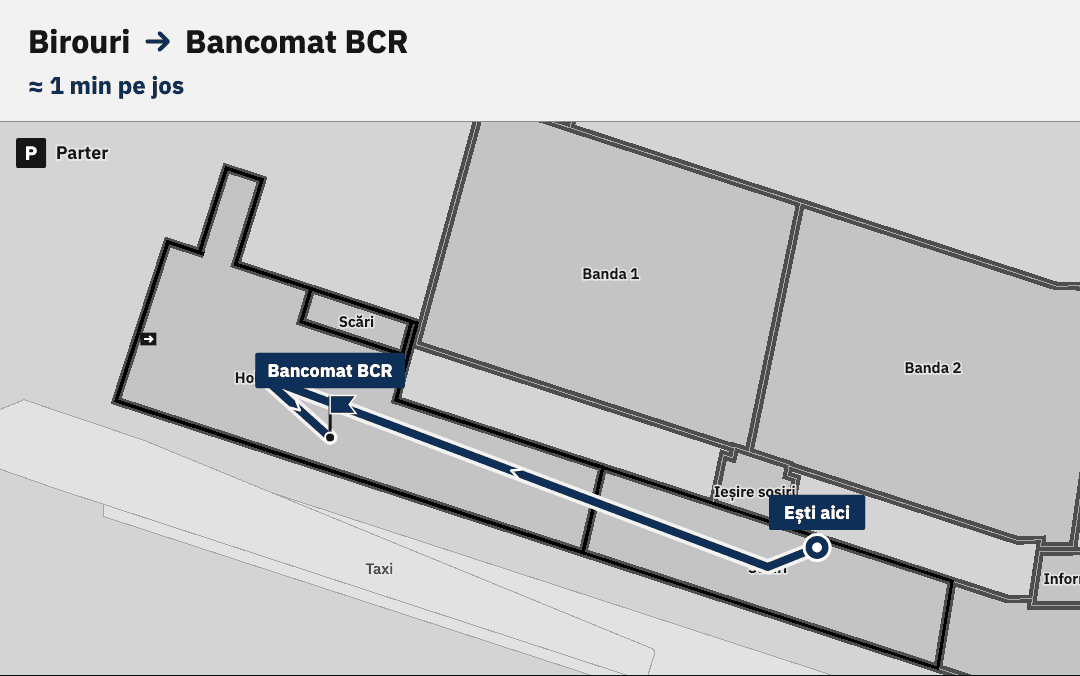 Birouri → Bancomat BCR
≈ 1 min pe jos
P Parter
Banda 1
Scări
Banda 2
Bancomat BCR
Ieșire sosiri
Ești aici
Taxi